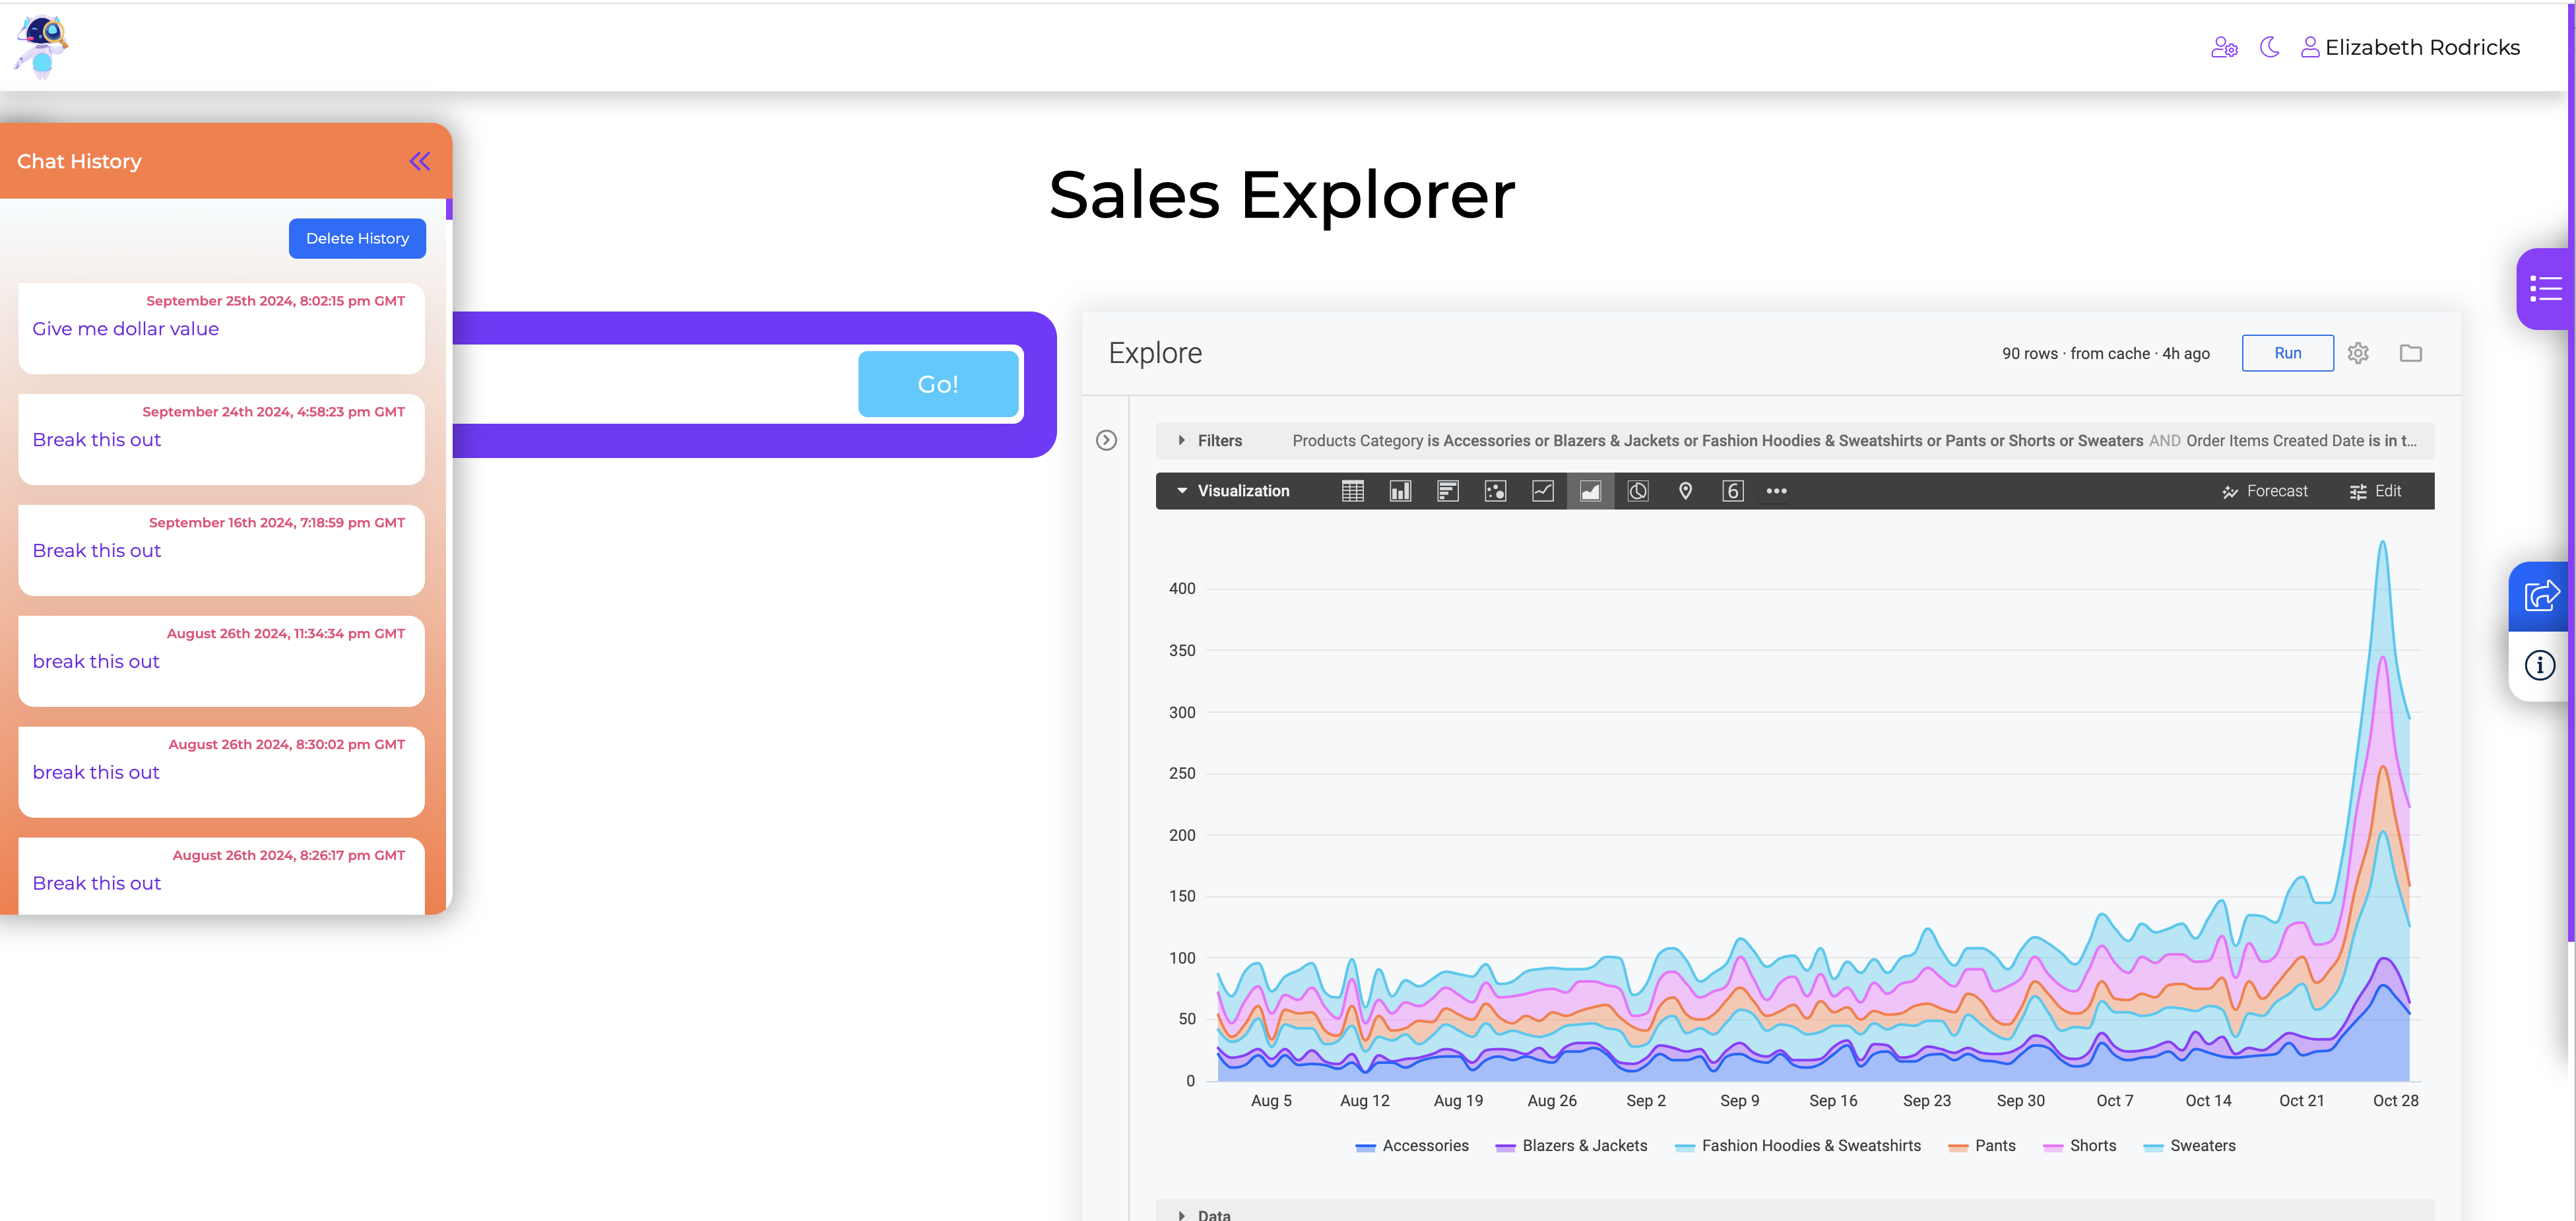 Elizabeth Rodricks
Chat History
Delete History
September 25th 2024, 8:02:15 pm GMT
Give me dollar value
September 24th 2024, 4:58:23 pm GMT
Break this out
September 16th 2024, 7:18:59 pm GMT
Break this out
August 26th 2024, 11:34:34 pm GMT
break this out
August 26th 2024, 8:30:02 pm GMT
break this out
August 26th 2024, 8:26:17 pm GMT
Break this out
Sales Explorer
Go!
Explore
90 rows · from cache · 4h ago
Run
Filters
Products Category is Accessories or Blazers & Jackets or Fashion Hoodies & Sweatshirts or Pants or Shorts or Sweaters AND Order Items Created Date is in t...
Visualization
6
Forecast
Edit
400
350
300
250
200
150
100
50
0
Aug 5 Aug 12 Aug 19 Aug 26 Sep 2 Sep 9 Sep 16 Sep 23 Sep 30 Oct 7 Oct 14 Oct 21 Oct 28
Accessories Blazers & Jackets Fashion Hoodies & Sweatshirts Pants Shorts Sweaters
Data